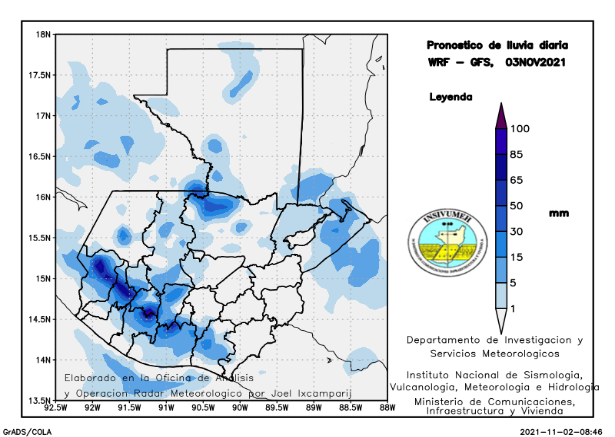 Pronostico de lluvia diaria
WRF – GFS, 03NOV2021
Leyenda
100
85
65
50
30
15
5
1
mm
INSIVUMEH
Departamento de Investigacion y
Servicios Meteorologicos
Instituto Nacional de Sismologia,
Vulcanologia, Meteorologia e Hidrologia
Ministerio de Comunicaciones,
Infraestructura y Vivienda
18N
17.5N
17N
16.5N
16N
15.5N
15N
14.5N
14N
13.5N
92.5W 92W 91.5W 91W 90.5W 90W 89.5W 89W 88.5W 88W
Elaborado en la Oficina de Analisis
y Operacion Radar Meteorologico por Joel Ixcamparij
GrADS/COLA
2021-11-02-08:46